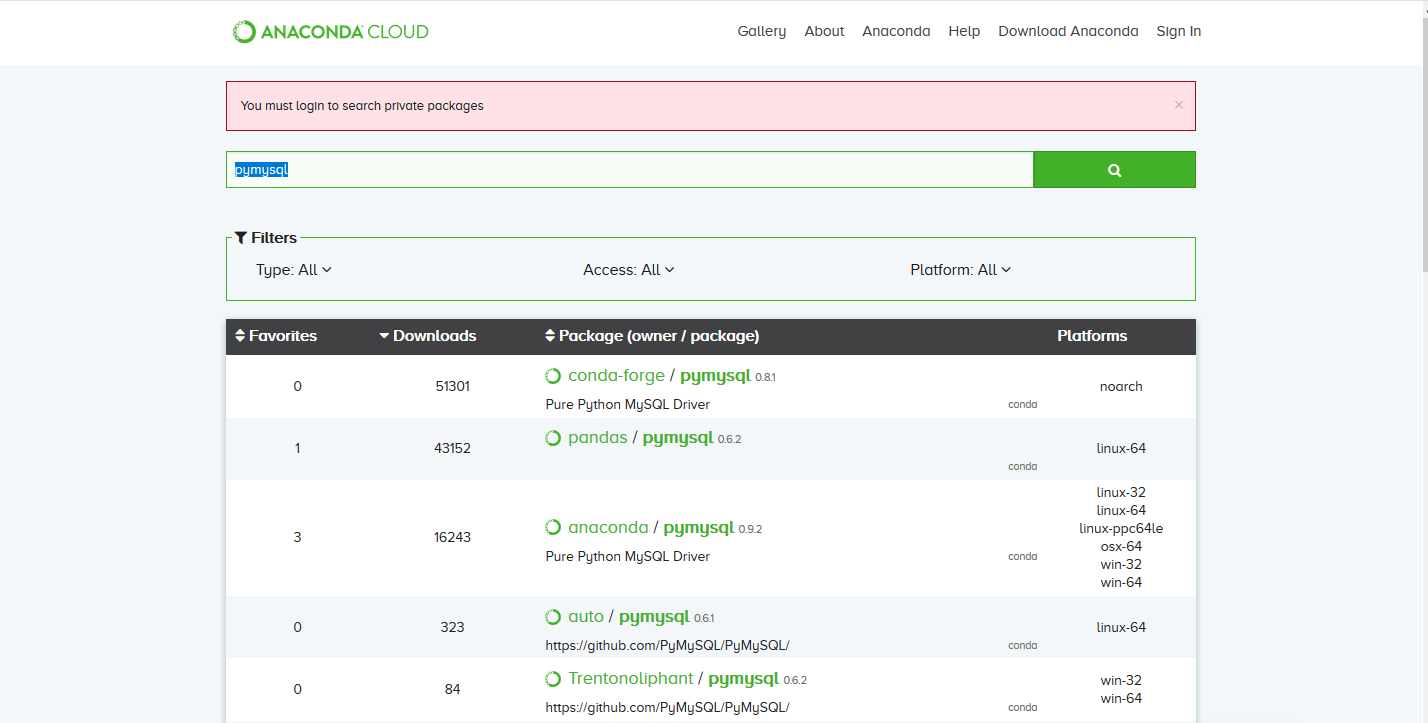 ANACONDA CLOUD
Gallery About Anaconda Help Download Anaconda Sign In
You must login to search private packages ×
pymysql
Filters
Type: All Access: All Platform: All
Favorites Downloads Package (owner / package) Platforms
0 51301 conda-forge / pymysql 0.8.1 noarch
Pure Python MySQL Driver conda
1 43152 pandas / pymysql 0.6.2 linux-64
conda
linux-32
linux-64
3 16243 anaconda / pymysql 0.9.2 linux-ppc64le
osx-64
Pure Python MySQL Driver conda win-32
win-64
0 323 auto / pymysql 0.6.1 linux-64
https://github.com/PyMySQL/PyMySQL/ conda
0 84 Trentonoliphant / pymysql 0.6.2 win-32
win-64
https://github.com/PyMySQL/PyMySQL/ conda